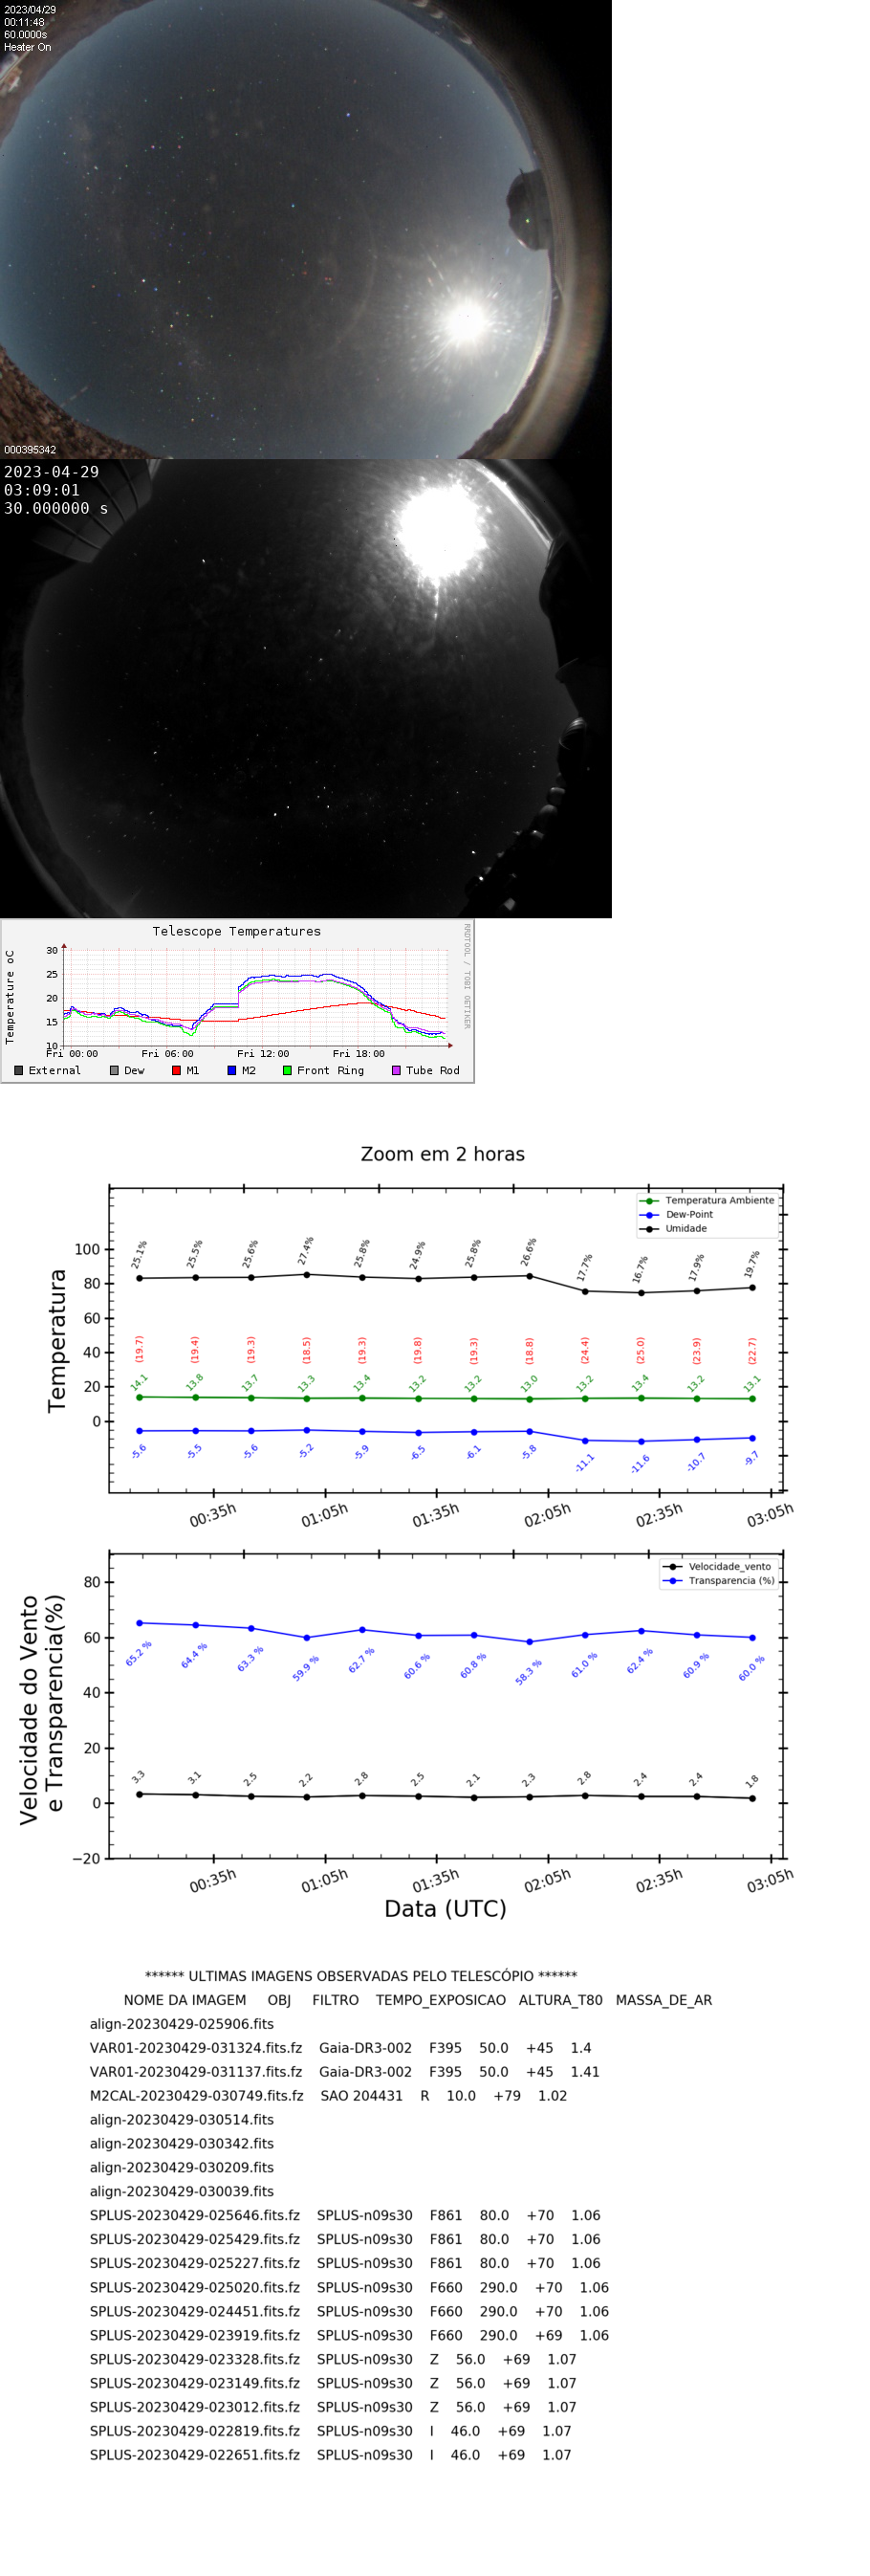 2023/04/29
00:11:48
60.0000s
Heater On
000395342
2023-04-29
03:09:01
30.000000 s
Telescope Temperatures
RRDTOOL / TOBI OETIKER
Temperature oC
30
25
20
15
10
Fri 00:00 Fri 06:00 Fri 12:00 Fri 18:00
External Dew M1 M2 Front Ring Tube Rod
Zoom em 2 horas
Temperatura Ambiente
Dew-Point
Umidade
Temperatura
100
80
60
40
20
0
25.1% 25.5% 25.6% 27.4% 25.8% 24.9% 25.8% 26.6% 17.7% 16.7% 17.9% 19.7%
(19.7) (19.4) (19.3) (18.5) (19.3) (19.8) (19.3) (18.8) (24.4) (25.0) (23.9) (22.7)
14.1 13.8 13.7 13.3 13.4 13.2 13.2 13.0 13.2 13.4 13.2 13.1
-5.6 -5.5 -5.6 -5.2 -5.9 -6.5 -6.1 -5.8 -11.1 -11.6 -10.7 -9.7
00:35h 01:05h 01:35h 02:05h 02:35h 03:05h
Velocidade_vento
Transparencia (%)
Velocidade do Vento
e Transparencia(%)
80
60
40
20
0
−20
65.2 % 64.4 % 63.3 % 59.9 % 62.7 % 60.6 % 60.8 % 58.3 % 61.0 % 62.4 % 60.9 % 60.0 %
3.3 3.1 2.5 2.2 2.8 2.5 2.1 2.3 2.8 2.4 2.4 1.8
00:35h 01:05h 01:35h 02:05h 02:35h 03:05h
Data (UTC)
****** ULTIMAS IMAGENS OBSERVADAS PELO TELESCÓPIO ******
NOME DA IMAGEM OBJ FILTRO TEMPO_EXPOSICAO ALTURA_T80 MASSA_DE_AR
align-20230429-025906.fits
VAR01-20230429-031324.fits.fz Gaia-DR3-002 F395 50.0 +45 1.4
VAR01-20230429-031137.fits.fz Gaia-DR3-002 F395 50.0 +45 1.41
M2CAL-20230429-030749.fits.fz SAO 204431 R 10.0 +79 1.02
align-20230429-030514.fits
align-20230429-030342.fits
align-20230429-030209.fits
align-20230429-030039.fits
SPLUS-20230429-025646.fits.fz SPLUS-n09s30 F861 80.0 +70 1.06
SPLUS-20230429-025429.fits.fz SPLUS-n09s30 F861 80.0 +70 1.06
SPLUS-20230429-025227.fits.fz SPLUS-n09s30 F861 80.0 +70 1.06
SPLUS-20230429-025020.fits.fz SPLUS-n09s30 F660 290.0 +70 1.06
SPLUS-20230429-024451.fits.fz SPLUS-n09s30 F660 290.0 +70 1.06
SPLUS-20230429-023919.fits.fz SPLUS-n09s30 F660 290.0 +69 1.06
SPLUS-20230429-023328.fits.fz SPLUS-n09s30 Z 56.0 +69 1.07
SPLUS-20230429-023149.fits.fz SPLUS-n09s30 Z 56.0 +69 1.07
SPLUS-20230429-023012.fits.fz SPLUS-n09s30 Z 56.0 +69 1.07
SPLUS-20230429-022819.fits.fz SPLUS-n09s30 I 46.0 +69 1.07
SPLUS-20230429-022651.fits.fz SPLUS-n09s30 I 46.0 +69 1.07